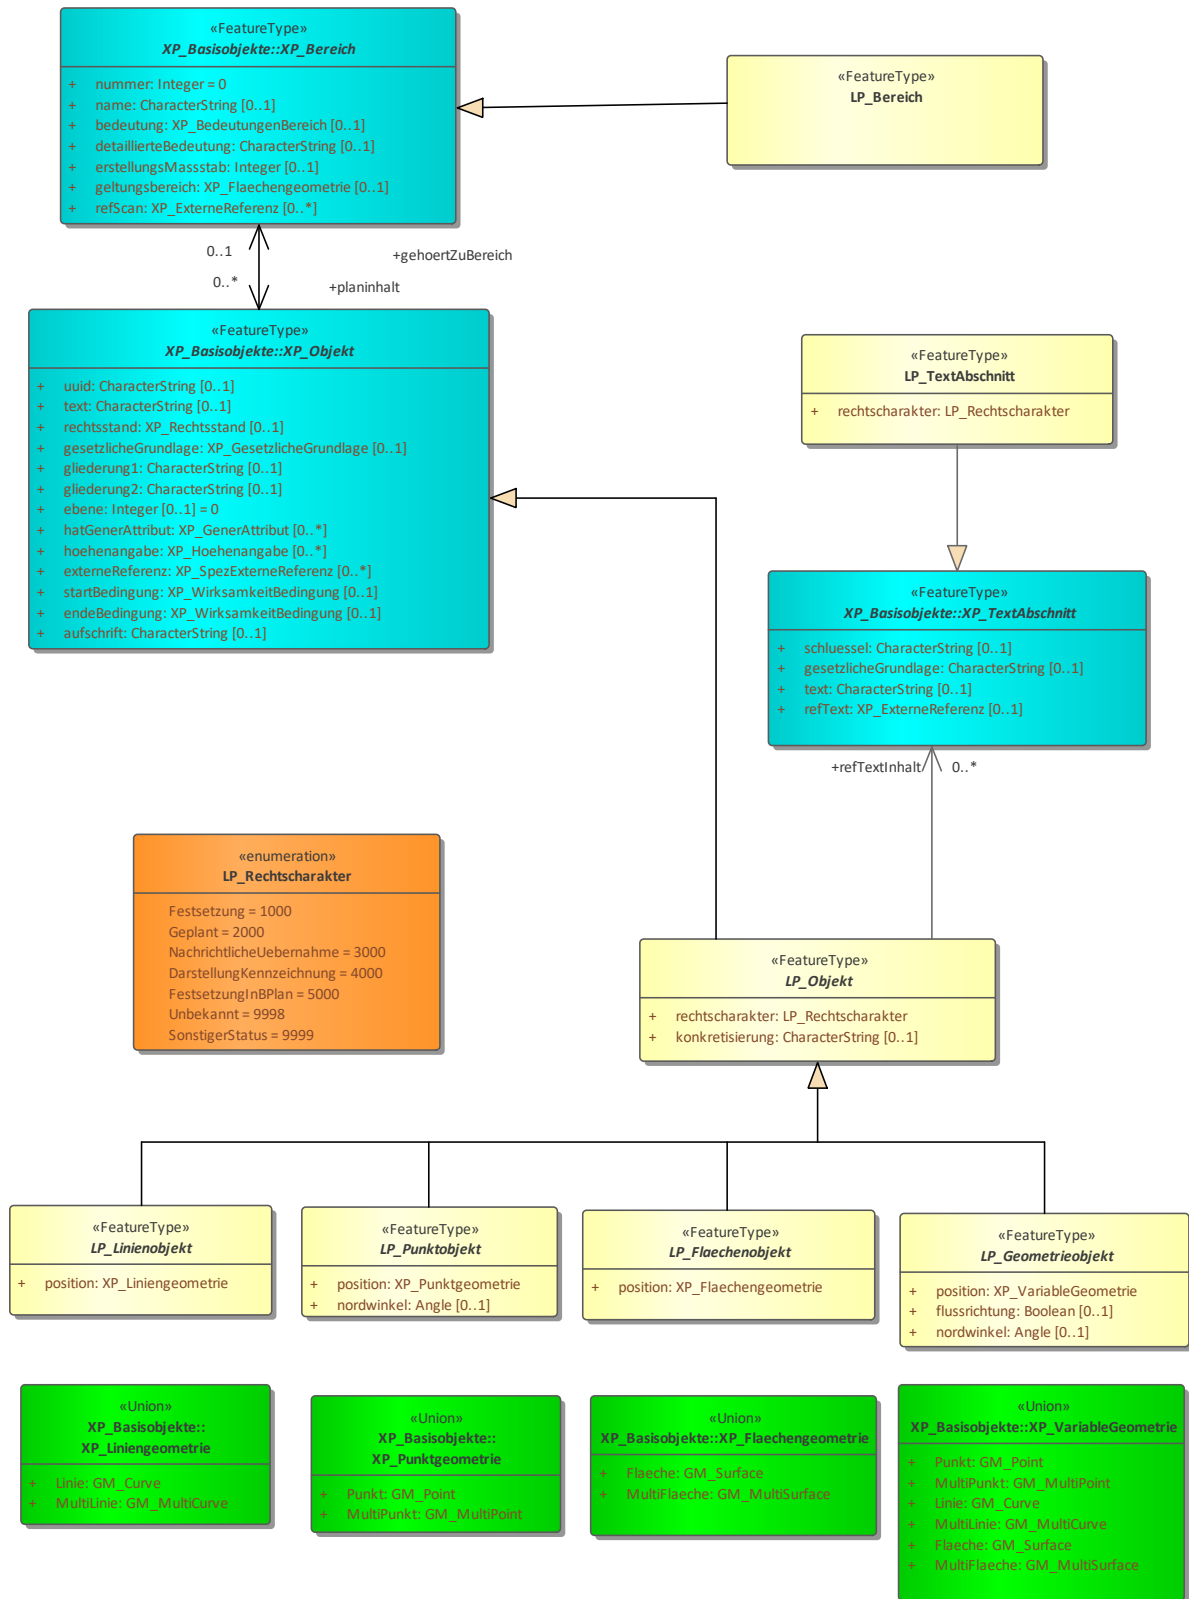 «FeatureType»
XP_Basisobjekte::XP_Bereich
+ nummer: Integer = 0
+ name: CharacterString [0..1]
+ bedeutung: XP_BedeutungenBereich [0..1]
+ detaillierteBedeutung: CharacterString [0..1]
+ erstellungsMassstab: Integer [0..1]
+ geltungsbereich: XP_Flaechengeometrie [0..1]
+ refScan: XP_ExterneReferenz [0..*]
«FeatureType»
LP_Bereich
0..1
+gehoertZuBereich
0..*
+planinhalt
«FeatureType»
XP_Basisobjekte::XP_Objekt
+ uuid: CharacterString [0..1]
+ text: CharacterString [0..1]
+ rechtsstand: XP_Rechtsstand [0..1]
+ gesetzlicheGrundlage: XP_GesetzlicheGrundlage [0..1]
+ gliederung1: CharacterString [0..1]
+ gliederung2: CharacterString [0..1]
+ ebene: Integer [0..1] = 0
+ hatGenerAttribut: XP_GenerAttribut [0..*]
+ hoehenangabe: XP_Hoehenangabe [0..*]
+ externeReferenz: XP_SpezExterneReferenz [0..*]
+ startBedingung: XP_WirksamkeitBedingung [0..1]
+ endeBedingung: XP_WirksamkeitBedingung [0..1]
+ aufschrift: CharacterString [0..1]
«FeatureType»
LP_TextAbschnitt
+ rechtscharakter: LP_Rechtscharakter
«FeatureType»
XP_Basisobjekte::XP_TextAbschnitt
+ schluessel: CharacterString [0..1]
+ gesetzlicheGrundlage: CharacterString [0..1]
+ text: CharacterString [0..1]
+ refText: XP_ExterneReferenz [0..1]
+refTextInhalt 0..*
«enumeration»
LP_Rechtscharakter
Festsetzung = 1000
Geplant = 2000
NachrichtlicheUebernahme = 3000
DarstellungKennzeichnung = 4000
FestsetzungInBPlan = 5000
Unbekannt = 9998
SonstigerStatus = 9999
«FeatureType»
LP_Objekt
+ rechtscharakter: LP_Rechtscharakter
+ konkretisierung: CharacterString [0..1]
«FeatureType»
LP_Linienobjekt
+ position: XP_Liniengeometrie
«FeatureType»
LP_Punktobjekt
+ position: XP_Punktgeometrie
+ nordwinkel: Angle [0..1]
«FeatureType»
LP_Flaechenobjekt
+ position: XP_Flaechengeometrie
«FeatureType»
LP_Geometrieobjekt
+ position: XP_VariableGeometrie
+ flussrichtung: Boolean [0..1]
+ nordwinkel: Angle [0..1]
«Union»
XP_Basisobjekte::
XP_Liniengeometrie
+ Linie: GM_Curve
+ MultiLinie: GM_MultiCurve
«Union»
XP_Basisobjekte::
XP_Punktgeometrie
+ Punkt: GM_Point
+ MultiPunkt: GM_MultiPoint
«Union»
XP_Basisobjekte::XP_Flaechengeometrie
+ Flaeche: GM_Surface
+ MultiFlaeche: GM_MultiSurface
«Union»
XP_Basisobjekte::XP_VariableGeometrie
+ Punkt: GM_Point
+ MultiPunkt: GM_MultiPoint
+ Linie: GM_Curve
+ MultiLinie: GM_MultiCurve
+ Flaeche: GM_Surface
+ MultiFlaeche: GM_MultiSurface